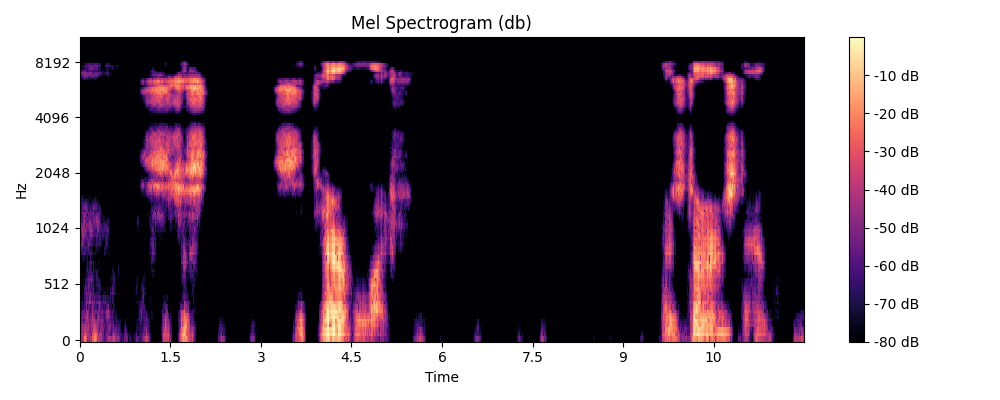 Mel Spectrogram (db)
8192
4096
2048
1024
512
0
Hz
0 1.5 3 4.5 6 7.5 9 10
Time
-10 dB
-20 dB
-30 dB
-40 dB
-50 dB
-60 dB
-70 dB
-80 dB